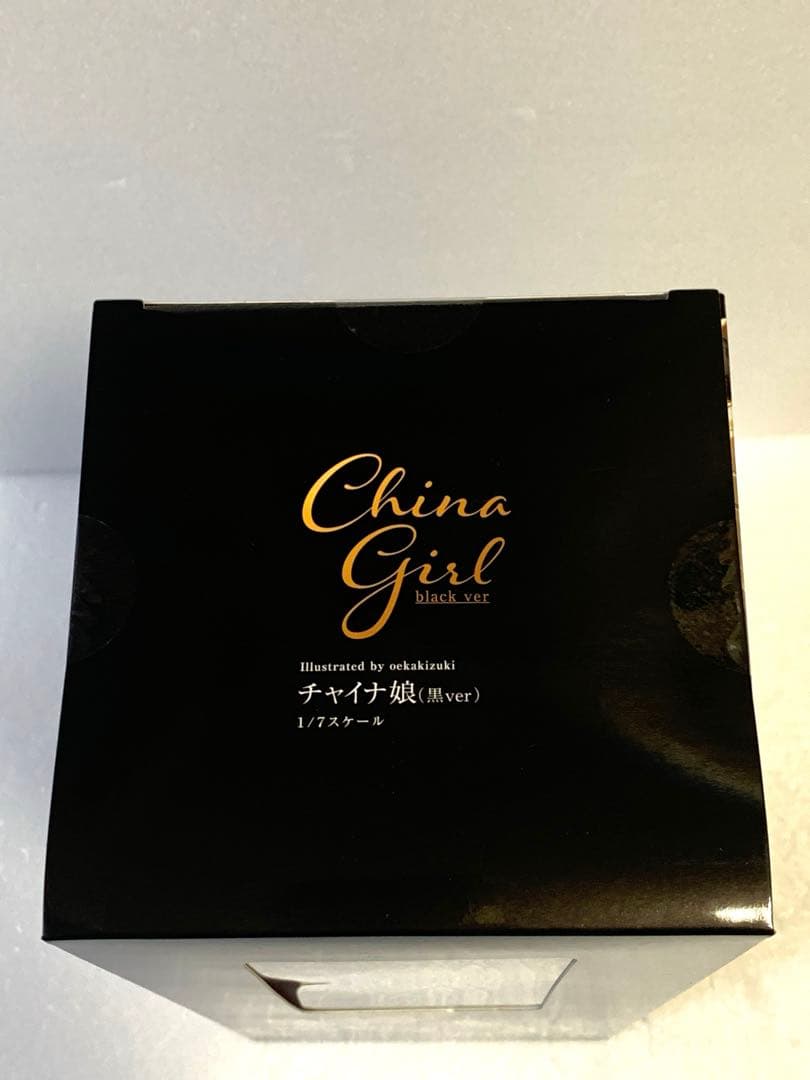 China
Girl
black ver
Illustrated by oekakizuki
チャイナ娘（黒ver）
1/7スケール